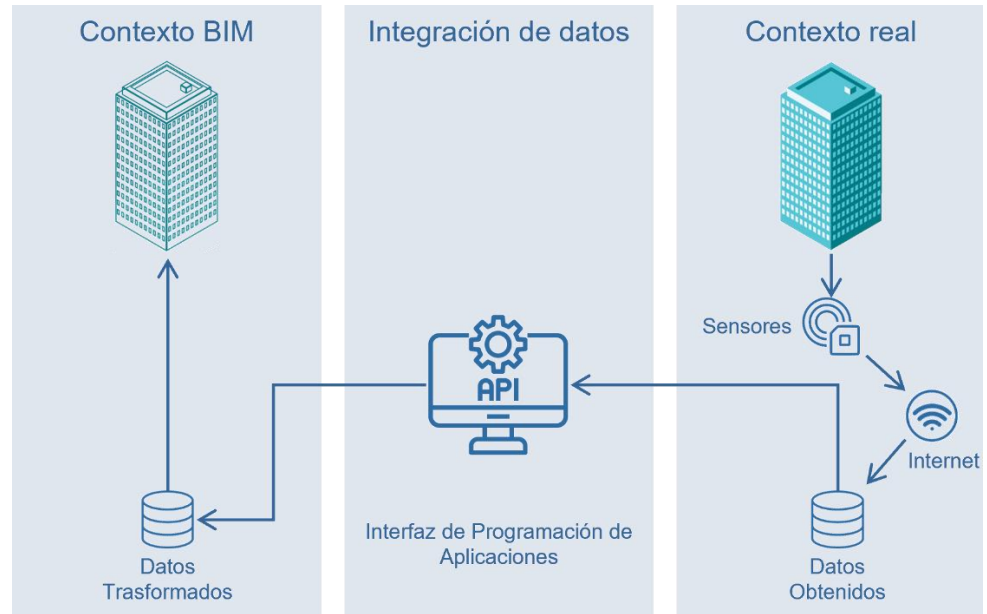 Contexto BIM
Integración de datos
Contexto real
Sensores
API
Internet
Interfaz de Programación de
Aplicaciones
Datos
Trasformados
Datos
Obtenidos